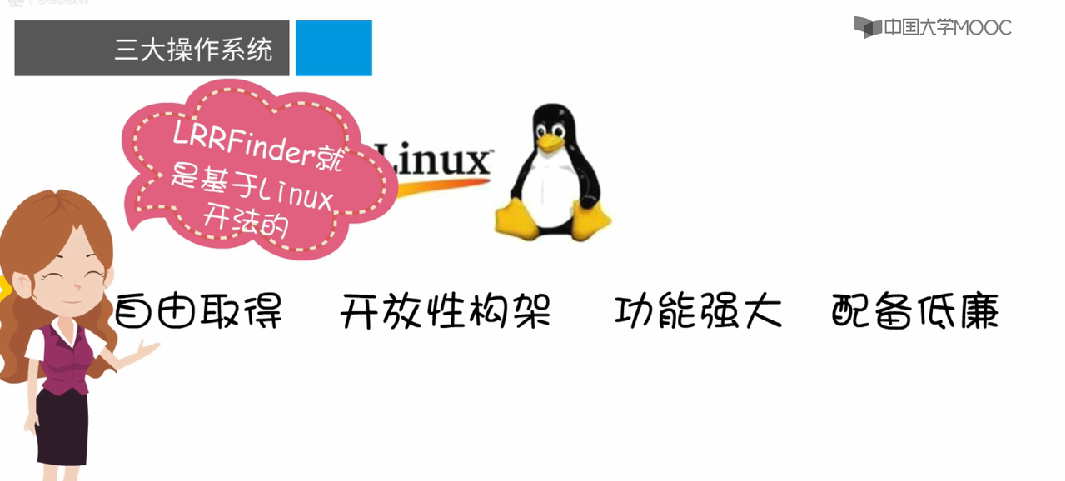 三大操作系统
中国大学MOOC
LRRFinder就
是基于Linux
开法的
Linux
自由取得 开放性构架 功能强大 配备低廉